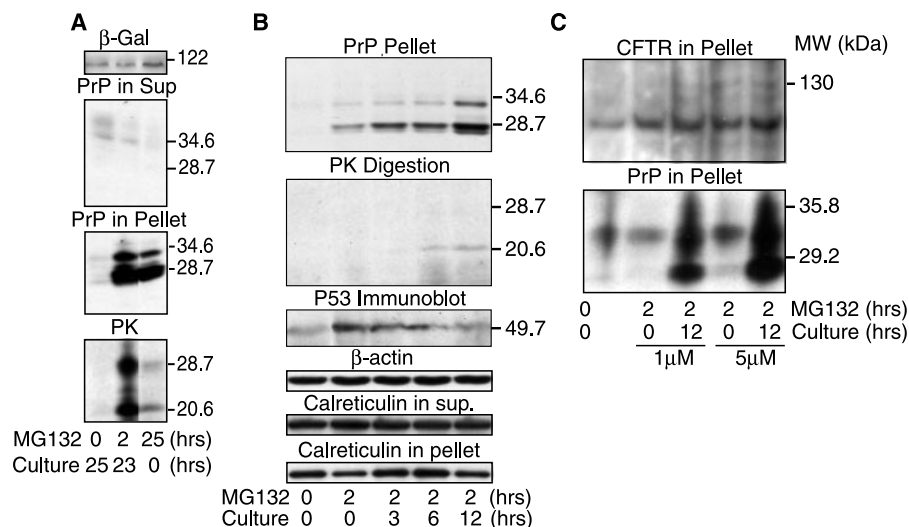 A
β-Gal
122
PrP in Sup
34.6
28.7
PrP in Pellet
34.6
28.7
PK
28.7
20.6
MG132 0 2 25 (hrs)
Culture 25 23 0 (hrs)
B
PrP Pellet
34.6
28.7
PK Digestion
28.7
20.6
P53 Immunoblot
49.7
β-actin
Calreticulin in sup.
Calreticulin in pellet
MG132 0 2 2 2 2 (hrs)
Culture 0 0 3 6 12 (hrs)
C
CFTR in Pellet MW (kDa)
130
PrP in Pellet
35.8
29.2
0 2 2 2 2 MG132 (hrs)
0 0 12 0 12 Culture (hrs)
1μM 5μM